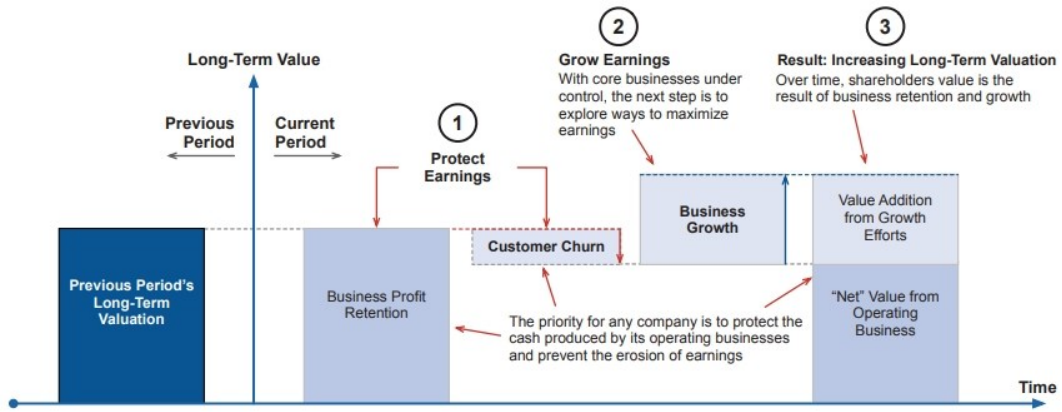 Long-Term Value
Previous
Period
Current
Period
1
Protect
Earnings
2
Grow Earnings
With core businesses under
control, the next step is to
explore ways to maximize
earnings
3
Result: Increasing Long-Term Valuation
Over time, shareholders value is the
result of business retention and growth
Previous Period's
Long-Term
Valuation
Business Profit
Retention
Customer Churn
Business
Growth
Value Addition
from Growth
Efforts
The priority for any company is to protect the
cash produced by its operating businesses
and prevent the erosion of earnings
“Net” Value from
Operating
Business
Time